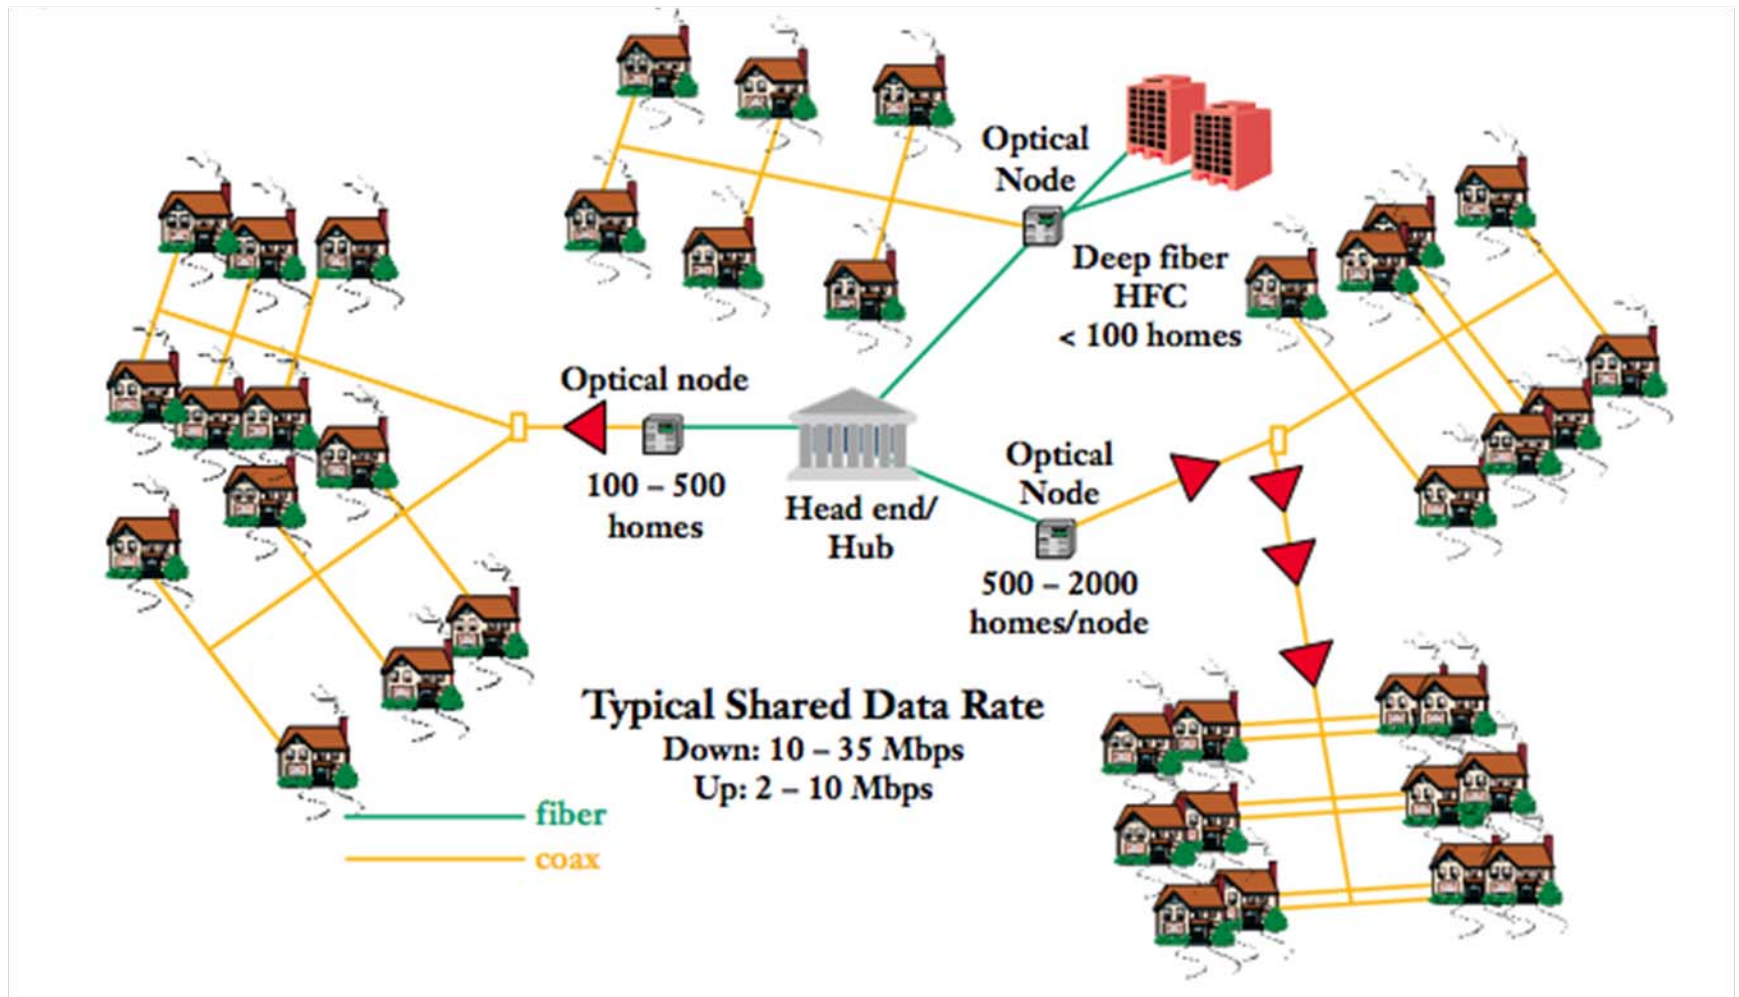 Optical
Node
Deep fiber
HFC
< 100 homes
Optical node
100 – 500
homes
Head end/
Hub
Optical
Node
500 – 2000
homes/node
Typical Shared Data Rate
Down: 10 – 35 Mbps
Up: 2 – 10 Mbps
fiber
coax